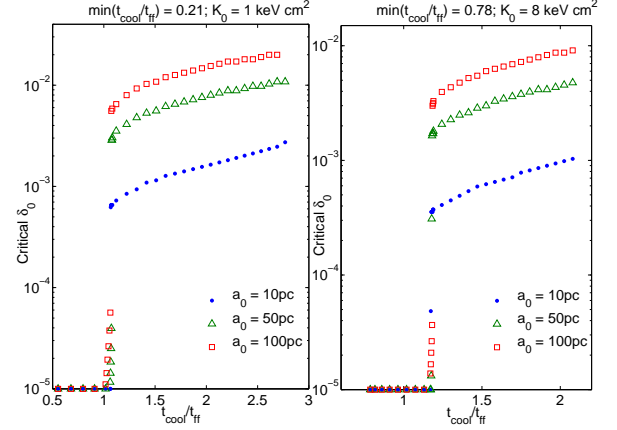 min(t_cool/t_ff) = 0.21; K_0 = 1 keV cm^2
min(t_cool/t_ff) = 0.78; K_0 = 8 keV cm^2
Critical δ_0
10^-2
10^-3
10^-4
10^-5
a_0 = 10pc
a_0 = 50pc
a_0 = 100pc
0.5 1 1.5 2 2.5 3
t_cool/t_ff
Critical δ_0
10^-2
10^-3
10^-4
10^-5
a_0 = 10pc
a_0 = 50pc
a_0 = 100pc
1 1.5 2
t_cool/t_ff